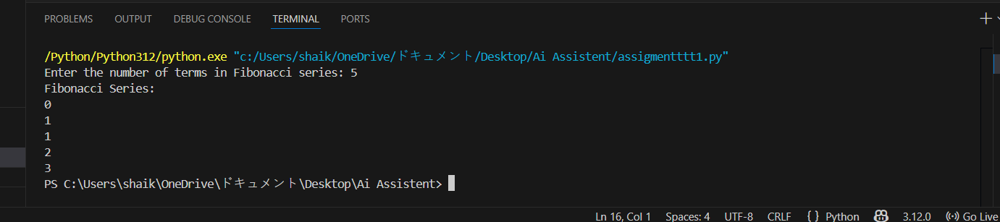 PROBLEMS OUTPUT DEBUG CONSOLE TERMINAL PORTS
/Python/Python312/python.exe "c:/Users/shaik/OneDrive/ドキュメント/Desktop/Ai Assistent/assigmentttt1.py"
Enter the number of terms in Fibonacci series: 5
Fibonacci Series:
0
1
1
2
3
PS C:\Users\shaik\OneDrive\ドキュメント\Desktop\Ai Assistent>
Ln 16, Col 1 Spaces: 4 UTF-8 CRLF { } Python 3.12.0 Go Live